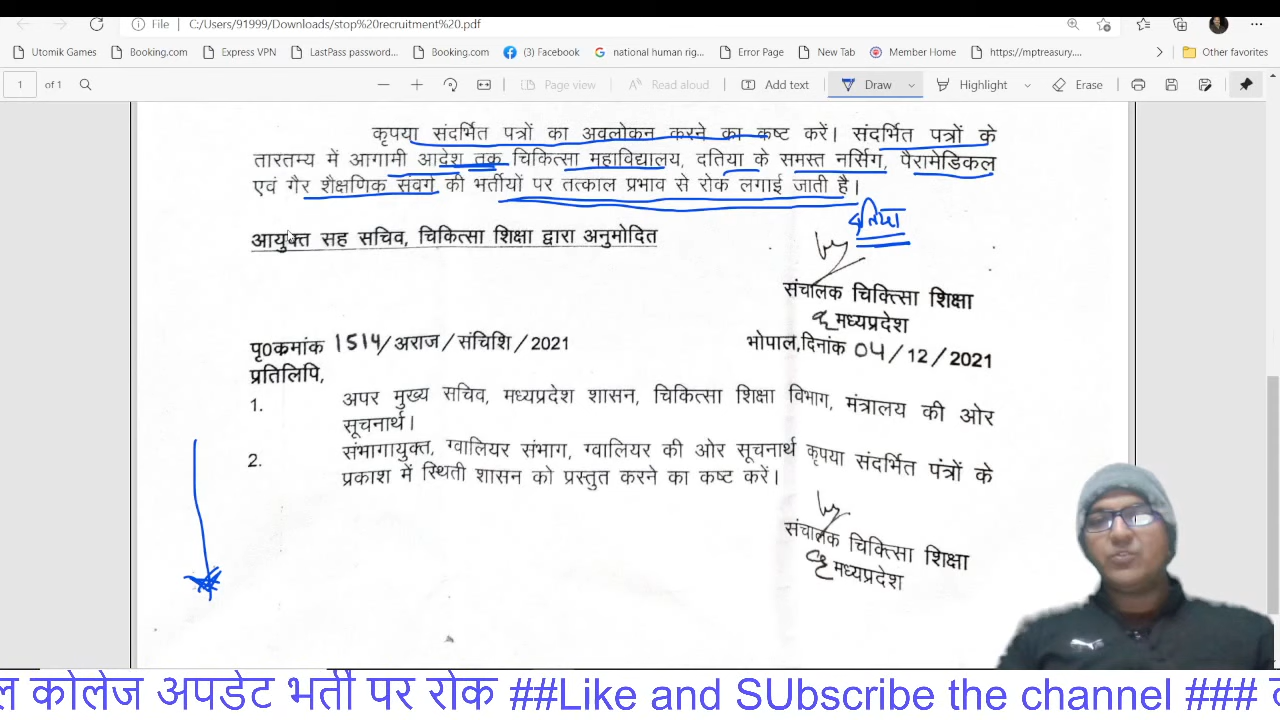 File C:/Users/91999/Downloads/stop%20recruitment%20.pdf
Utomik Games Booking.com Express VPN LastPass password... Booking.com (3) Facebook national human rig... Error Page New Tab Member Home https://mptreasury.... Other favorites
1 of 1 Page view Read aloud Add text Draw Highlight Erase
कृपया संदर्भित पत्रों का अवलोकन करने का कष्ट करें। संदर्भित पत्रों के
तारतम्य में आगामी आदेश तक चिकित्सा महाविद्यालय, दतिया के समस्त नर्सिग, पैरामेडिकल
एवं गैर शैक्षणिक संवर्ग की भर्तीयों पर तत्काल प्रभाव से रोक लगाई जाती है।
दतिया
आयुक्त सह सचिव, चिकित्सा शिक्षा द्वारा अनुमोदित
संचालक चिकित्सा शिक्षा
मध्यप्रदेश
पृ0कमांक 1514/अराज/संचिशि/2021 भोपाल,दिनांक 04/12/2021
प्रतिलिपि,
1. अपर मुख्य सचिव, मध्यप्रदेश शासन, चिकित्सा शिक्षा विभाग, मंत्रालय की ओर
सूचनार्थ।
2. संभागायुक्त, ग्वालियर संभाग, ग्वालियर की ओर सूचनार्थ कृपया संदर्भित पंत्रों के
प्रकाश में स्थिती शासन को प्रस्तुत करने का कष्ट करें।
संचालक चिकित्सा शिक्षा
मध्यप्रदेश
ल कोलेज अपडेट भर्ती पर रोक ##Like and SUbscribe the channel ###